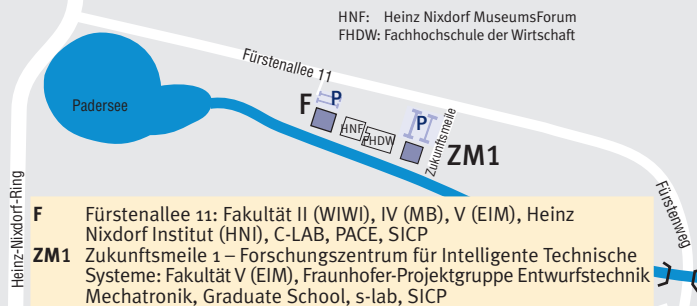 HNF: Heinz Nixdorf MuseumsForum
FHDW: Fachhochschule der Wirtschaft
Fürstenallee 11
Padersee
F
P
HNF
FHDW
P
Zukunftsmeile
ZM1
Heinz-Nixdorf-Ring
Fürstenweg
F Fürstenallee 11: Fakultät II (WIWI), IV (MB), V (EIM), Heinz
Nixdorf Institut (HNI), C-LAB, PACE, SICP
ZM1 Zukunftsmeile 1 – Forschungszentrum für Intelligente Technische
Systeme: Fakultät V (EIM), Fraunhofer-Projektgruppe Entwurfstechnik
Mechatronik, Graduate School, s-lab, SICP